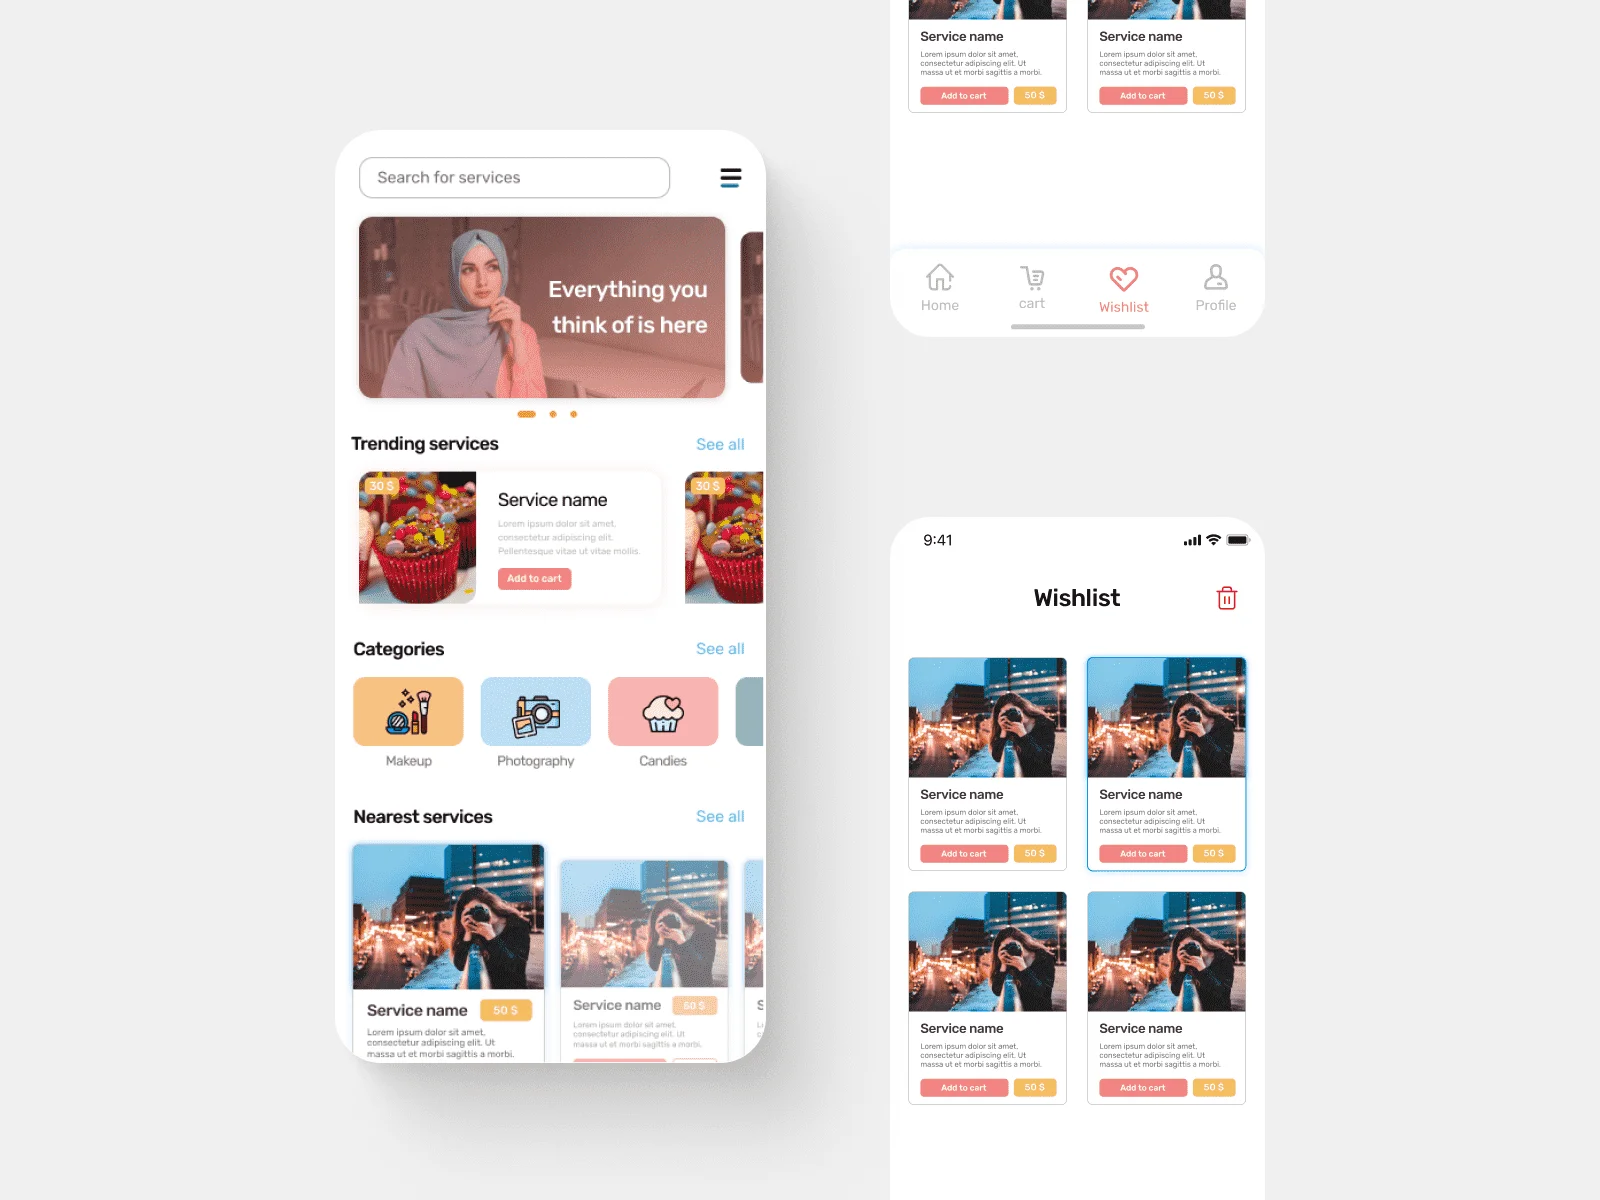 Search for services
Everything you
think of is here
Trending services
See all
30 $
Service name
Lorem ipsum dolor sit amet,
consectetur adipiscing elit.
Pellentesque vitae ut vitae mollis.
Add to cart
30 $
Categories
See all
Makeup
Photography
Candies
Nearest services
See all
Service name
50 $
Lorem ipsum dolor sit amet,
consectetur adipiscing elit. Ut
massa ut et morbi sagittis a morbi.
Service name
50 $
Lorem ipsum dolor sit amet,
consectetur adipiscing elit. Ut
massa ut et morbi sagittis a morbi.
Service name
Lorem ipsum dolor sit amet,
consectetur adipiscing elit. Ut
massa ut et morbi sagittis a morbi.
Add to cart
50 $
Service name
Lorem ipsum dolor sit amet,
consectetur adipiscing elit. Ut
massa ut et morbi sagittis a morbi.
Add to cart
50 $
Home
cart
Wishlist
Profile
9:41
Wishlist
Service name
Lorem ipsum dolor sit amet,
consectetur adipiscing elit. Ut
massa ut et morbi sagittis a morbi.
Add to cart
50 $
Service name
Lorem ipsum dolor sit amet,
consectetur adipiscing elit. Ut
massa ut et morbi sagittis a morbi.
Add to cart
50 $
Service name
Lorem ipsum dolor sit amet,
consectetur adipiscing elit. Ut
massa ut et morbi sagittis a morbi.
Add to cart
50 $
Service name
Lorem ipsum dolor sit amet,
consectetur adipiscing elit. Ut
massa ut et morbi sagittis a morbi.
Add to cart
50 $